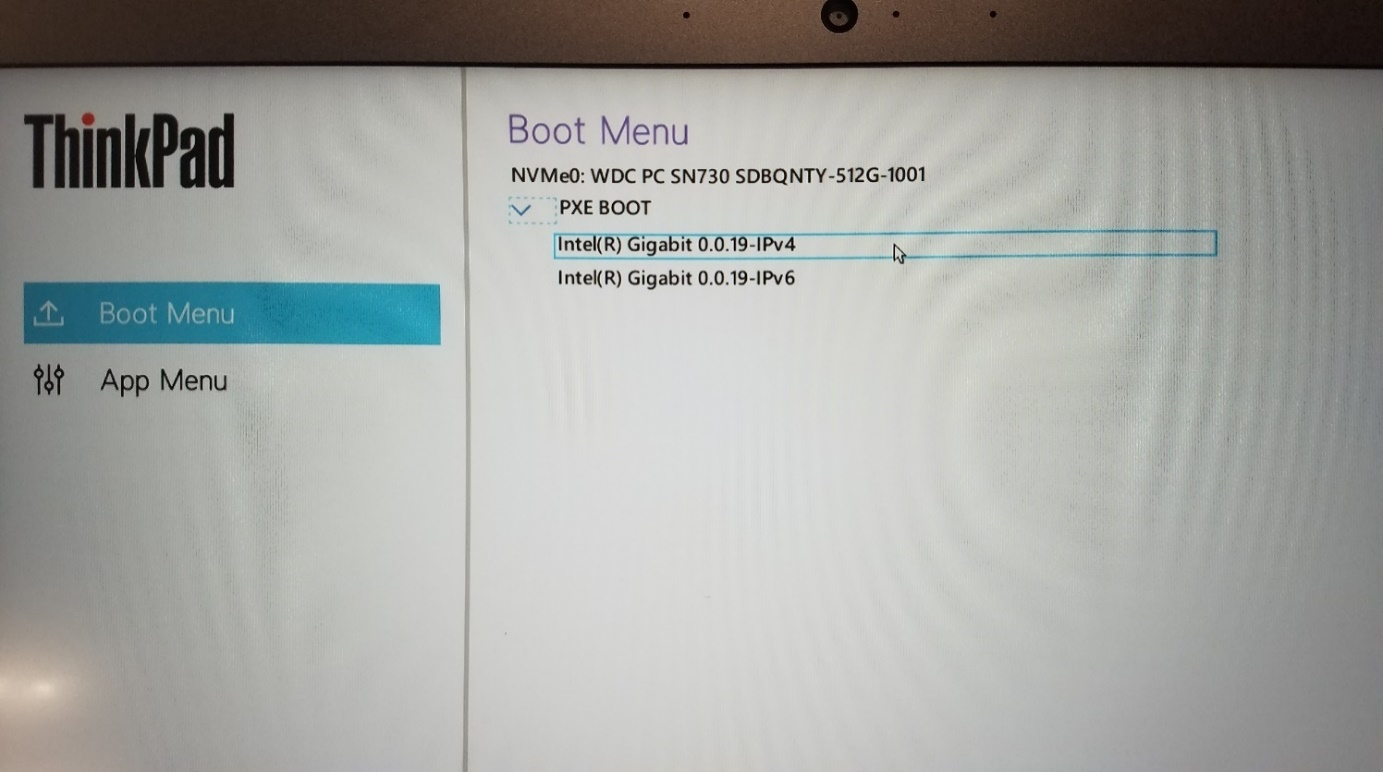 ThinkPad
Boot Menu
App Menu
Boot Menu
NVMe0: WDC PC SN730 SDBQNTY-512G-1001
PXE BOOT
Intel(R) Gigabit 0.0.19-IPv4
Intel(R) Gigabit 0.0.19-IPv6